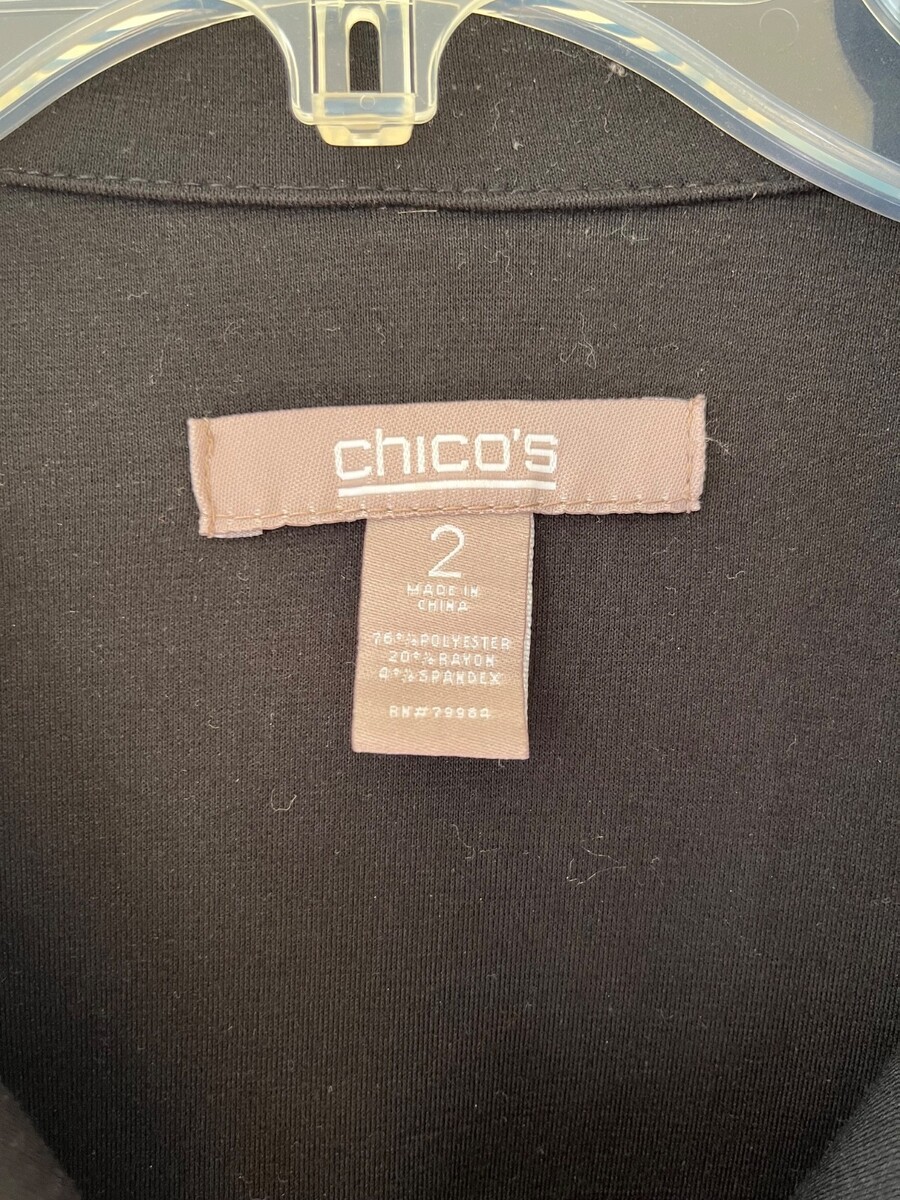 chico's
2
MADE IN
CHINA
76% POLYESTER
20% RAYON
4% SPANDEX
RN# 79984